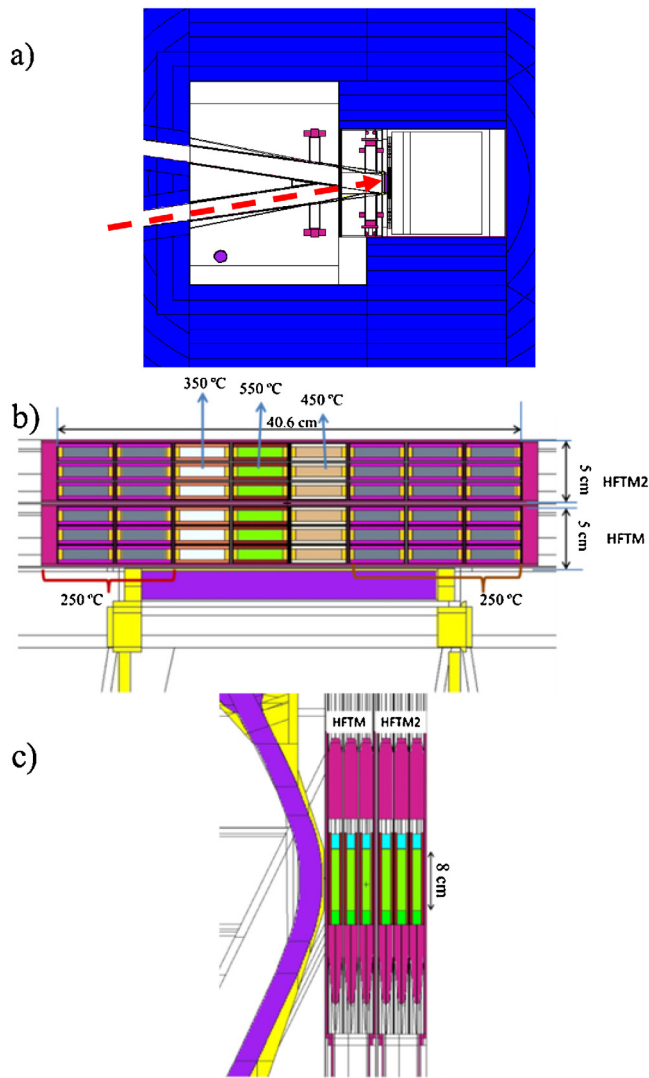 a)
350 ºC
550 ºC
450 ºC
b)
40.6 cm
5 cm
HFTM2
5 cm
HFTM
250 ºC
250 ºC
HFTM
HFTM2
c)
8 cm